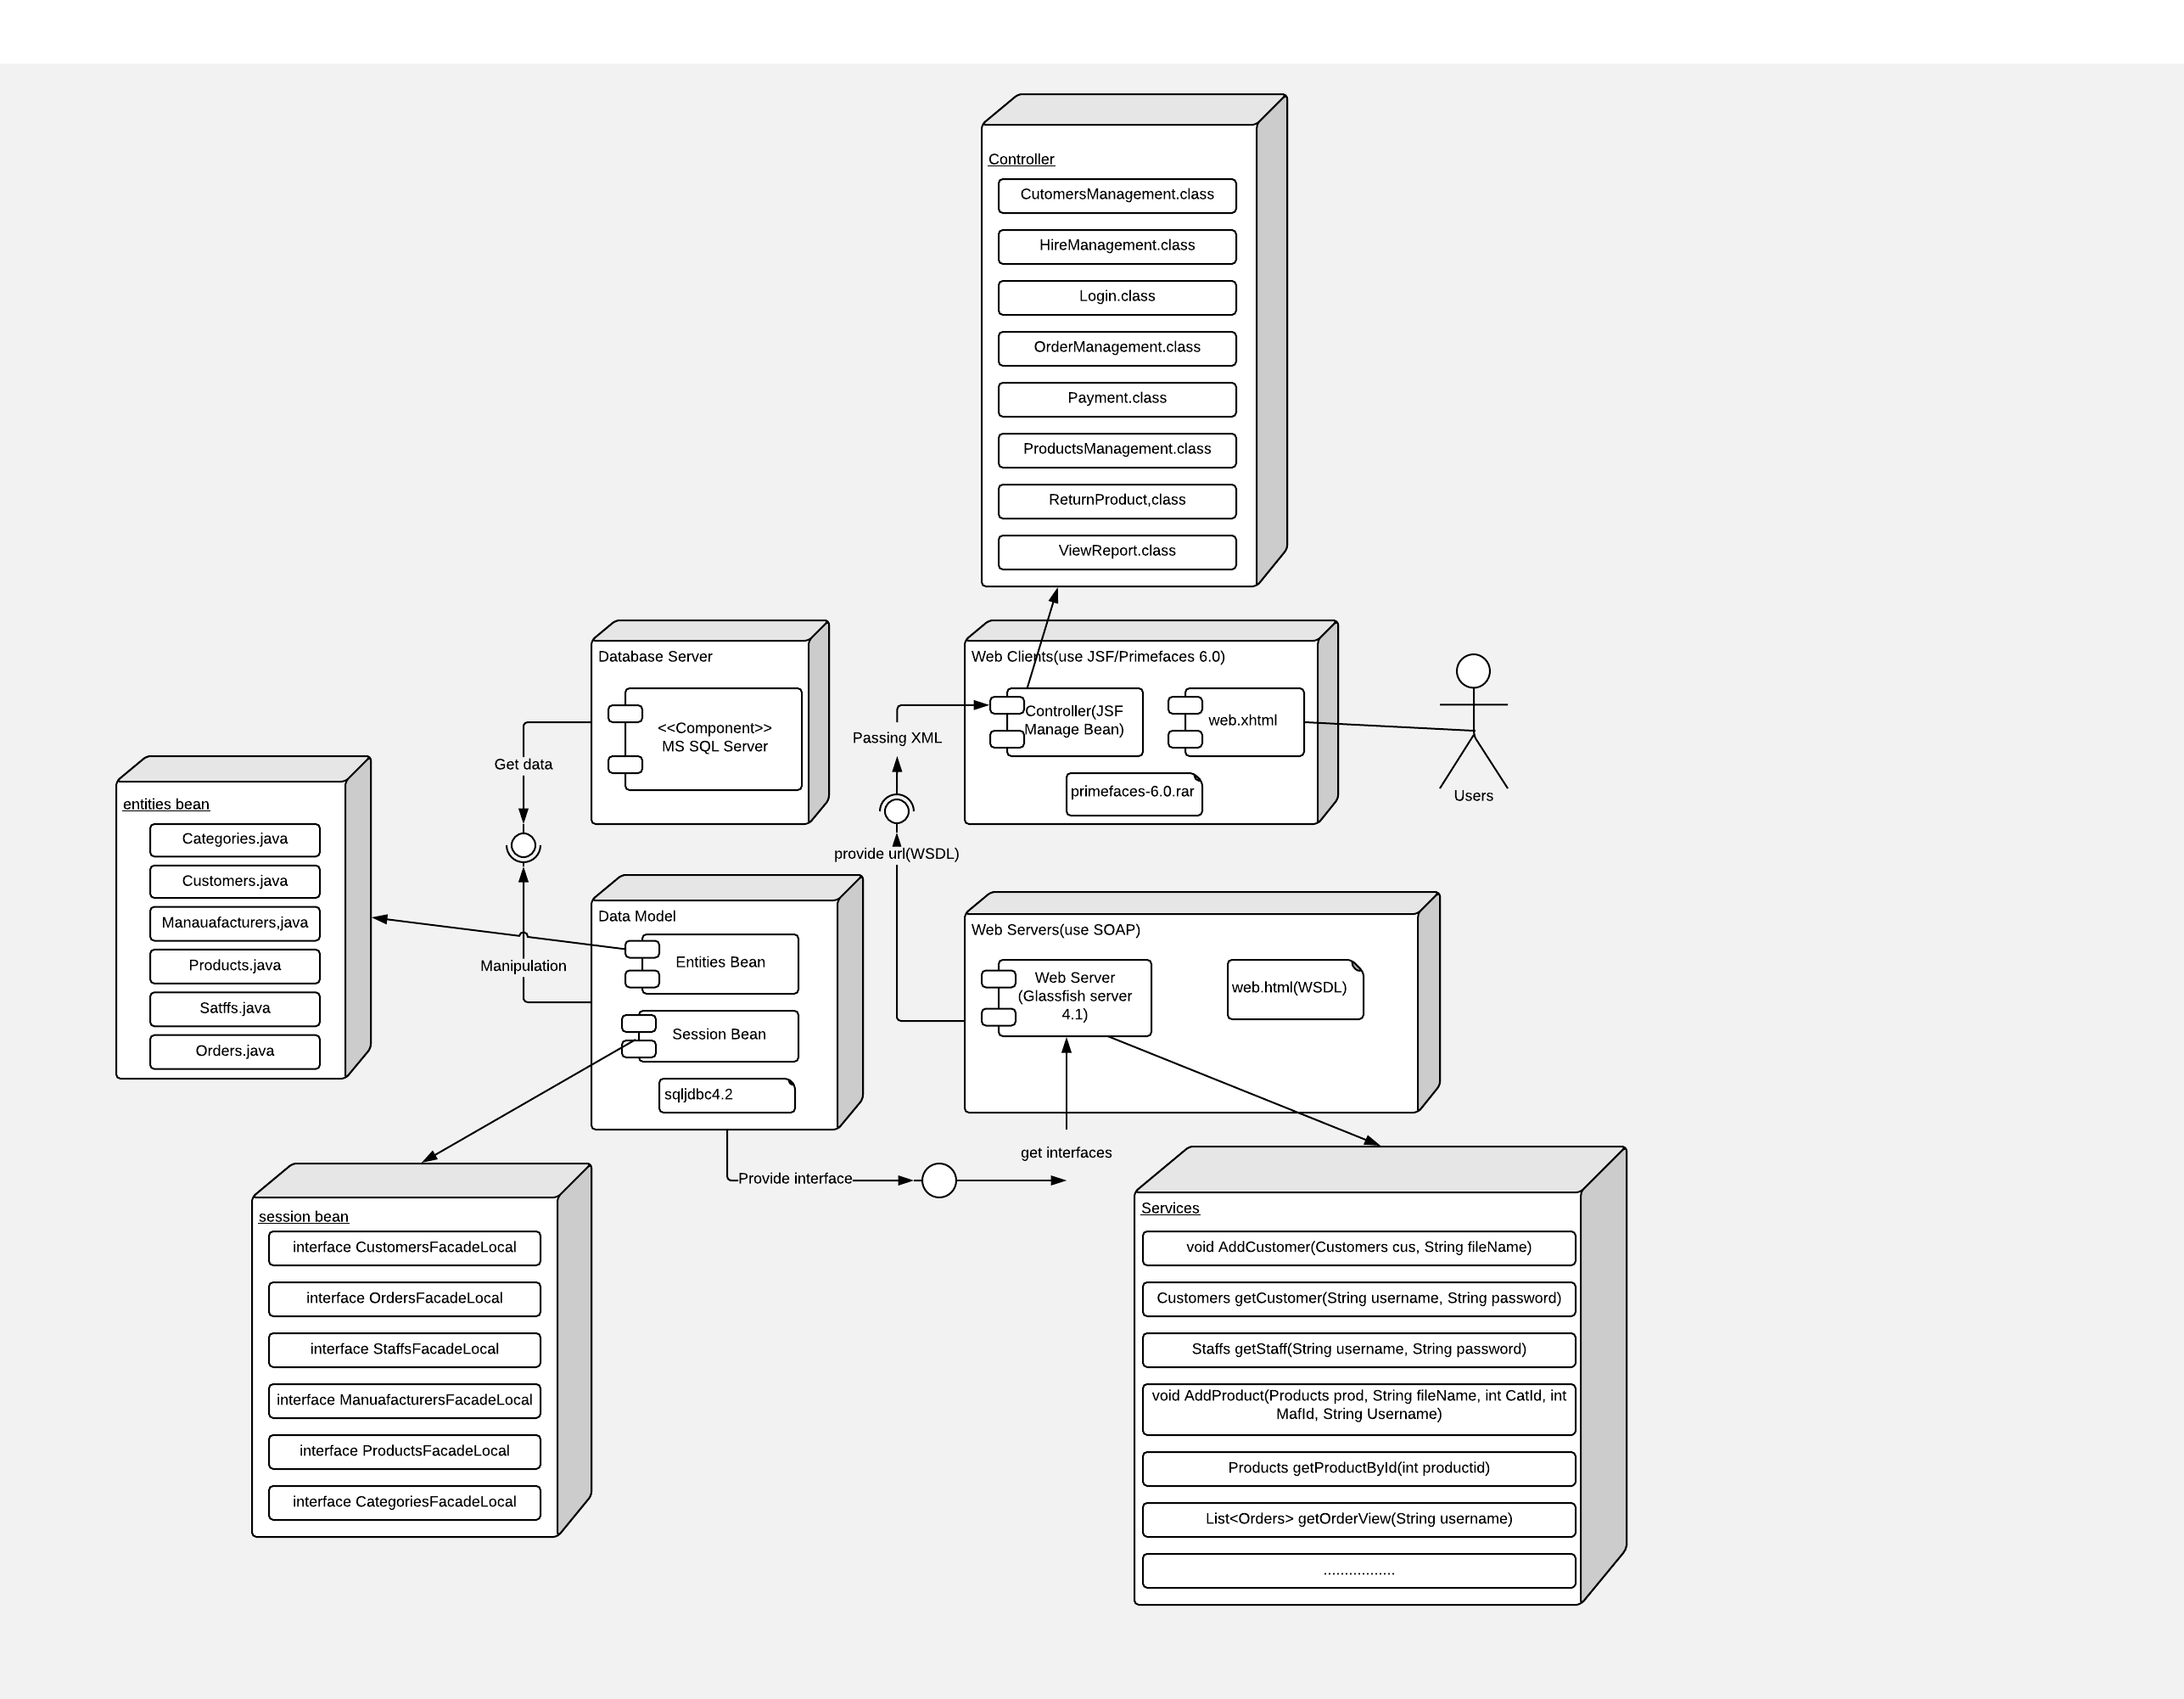 Controller
CutomersManagement.class
HireManagement.class
Login.class
OrderManagement.class
Payment.class
ProductsManagement.class
ReturnProduct,class
ViewReport.class
Database Server
<<Component>>
MS SQL Server
Web Clients(use JSF/Primefaces 6.0)
Controller(JSF
Manage Bean)
web.xhtml
primefaces-6.0.rar
Users
Get data
Passing XML
provide url(WSDL)
Manipulation
entities bean
Categories.java
Customers.java
Manauafacturers,java
Products.java
Satffs.java
Orders.java
Data Model
Entities Bean
Session Bean
sqljdbc4.2
Web Servers(use SOAP)
Web Server
(Glassfish server
4.1)
web.html(WSDL)
get interfaces
Provide interface
session bean
interface CustomersFacadeLocal
interface OrdersFacadeLocal
interface StaffsFacadeLocal
interface ManuafacturersFacadeLocal
interface ProductsFacadeLocal
interface CategoriesFacadeLocal
Services
void AddCustomer(Customers cus, String fileName)
Customers getCustomer(String username, String password)
Staffs getStaff(String username, String password)
void AddProduct(Products prod, String fileName, int CatId, int
MafId, String Username)
Products getProductById(int productid)
List<Orders> getOrderView(String username)
.................